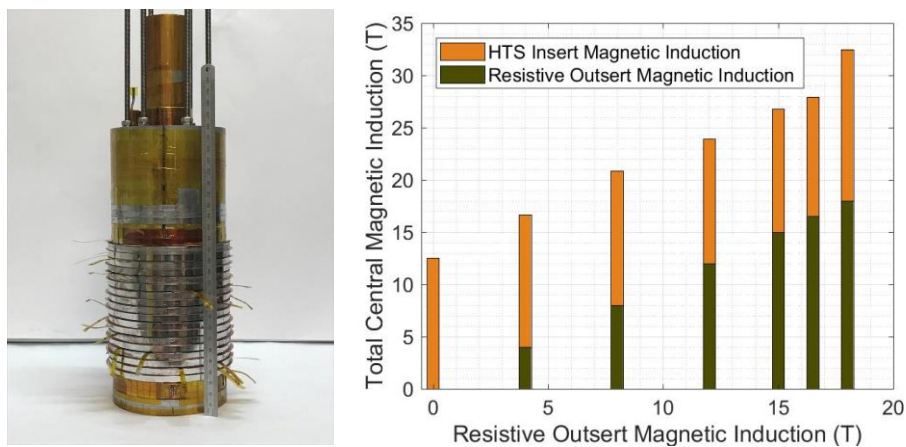 35
30
25
20
15
10
5
0
Total Central Magnetic Induction (T)
HTS Insert Magnetic Induction
Resistive Outsert Magnetic Induction
0 5 10 15 20
Resistive Outsert Magnetic Induction (T)